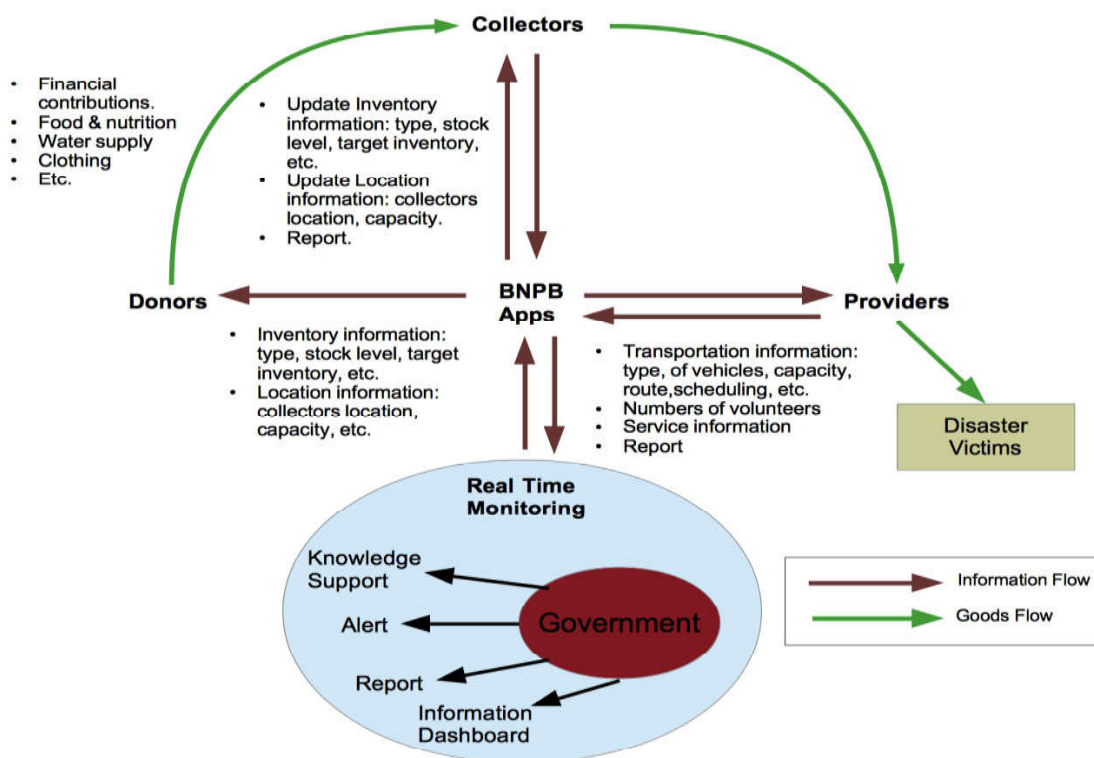 Collectors
• Financial
contributions.
• Food & nutrition
• Water supply
• Clothing
• Etc.
• Update Inventory
information: type, stock
level, target inventory,
etc.
• Update Location
information: collectors
location, capacity.
• Report.
Donors
BNPB
Apps
Providers
• Inventory information:
type, stock level, target
inventory, etc.
• Location information:
collectors location,
capacity, etc.
• Transportation information:
type, of vehicles, capacity,
route,scheduling, etc.
• Numbers of volunteers
• Service information
• Report
Disaster
Victims
Real Time
Monitoring
Knowledge
Support
Alert
Report
Information
Dashboard
Government
Information Flow
Goods Flow